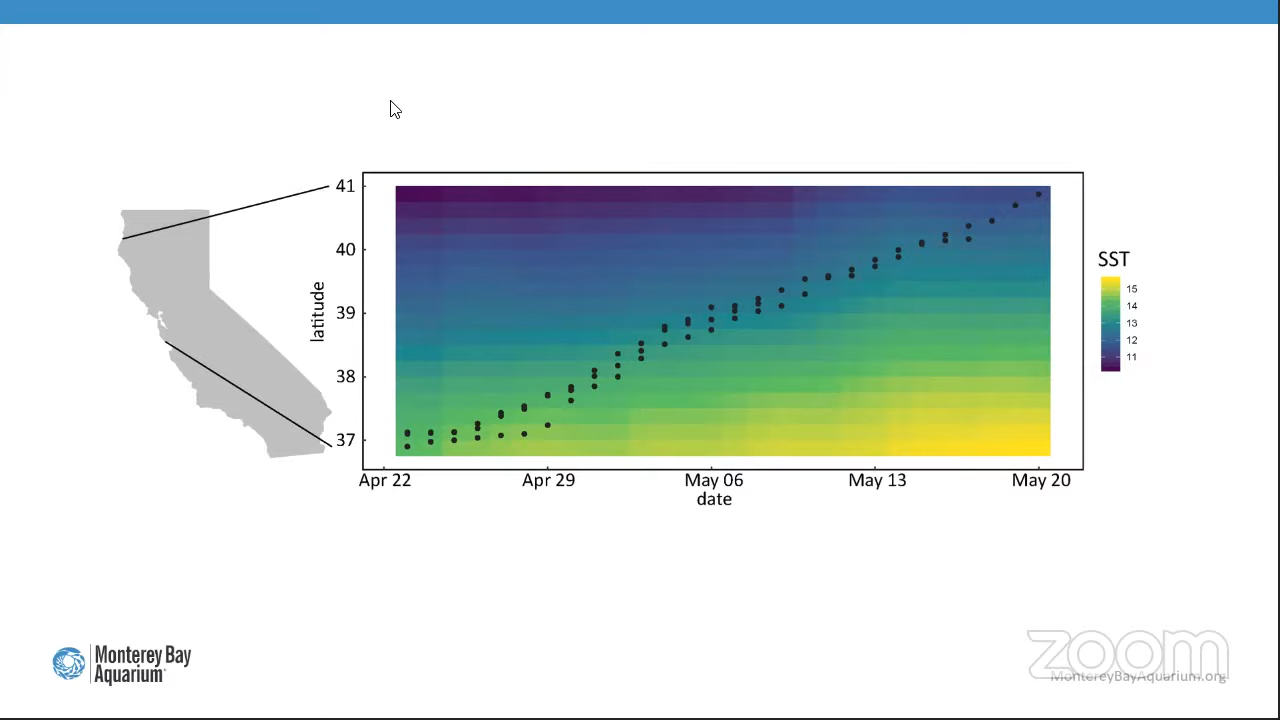 41
40
39
38
37
latitude
Apr 22 Apr 29 May 06 May 13 May 20
date
SST
15
14
13
12
11
Monterey Bay
Aquarium
zoom
MontereyBayAquarium.org